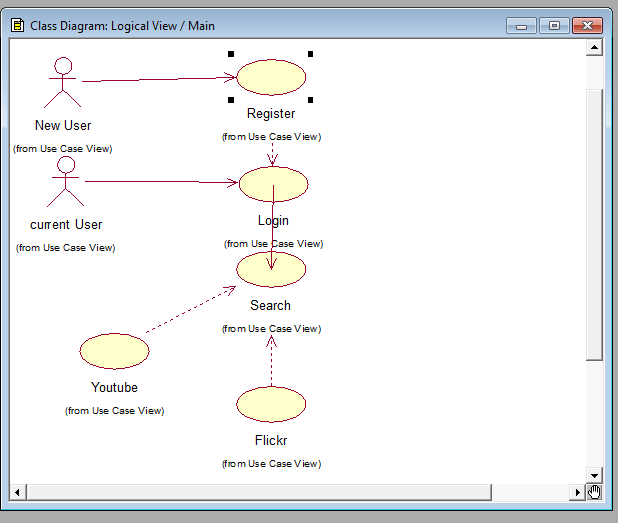 Class Diagram: Logical View / Main
New User
(from Use Case View)
Register
(from Use Case View)
current User
(from Use Case View)
Login
(from Use Case View)
Search
(from Use Case View)
Youtube
(from Use Case View)
Flickr
(from Use Case View)